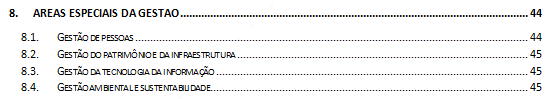 8. AREAS ESPECIAIS DA GESTAO 44
8.1. GESTÃO DE PESSOAS 44
8.2. GESTÃO DO PATRIMÔNIO E DA INFRAESTRUTURA 45
8.3. GESTÃO DA TECNOLOGIA DA INFORMAÇÃO 45
8.4. GESTÃO AMBIENTAL E SUSTENTABILIDADE 45